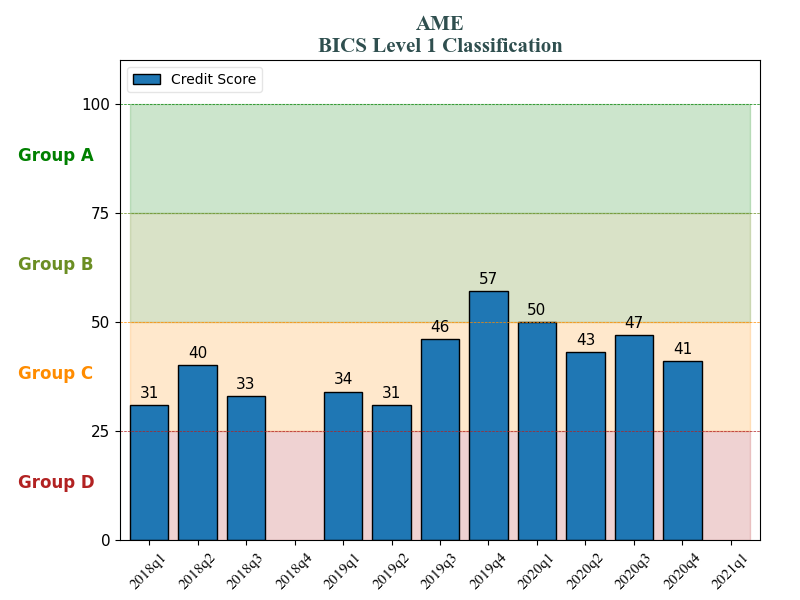 AME
BICS Level 1 Classification
Credit Score
100
Group A
75
Group B
50
Group C
25
Group D
0
31
40
33
34
31
46
57
50
43
47
41
2018q1
2018q2
2018q3
2018q4
2019q1
2019q2
2019q3
2019q4
2020q1
2020q2
2020q3
2020q4
2021q1